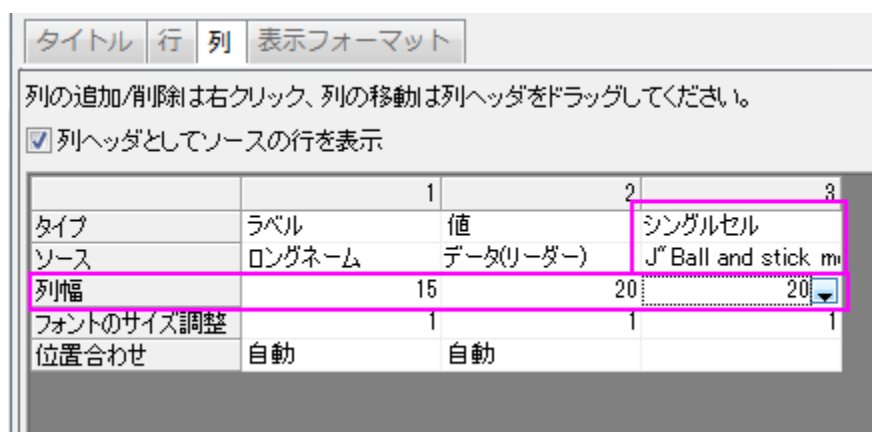 タイトル 行 列 表示フォーマット
列の追加/削除は右クリック、列の移動は列ヘッダをドラッグしてください。
列ヘッダとしてソースの行を表示
1 2 3
タイプ ラベル 値 シングルセル
ソース ロングネーム データ(リーダー) J" Ball and stick
列幅 15 20 20
フォントのサイズ調整 1 1 1
位置合わせ 自動 自動